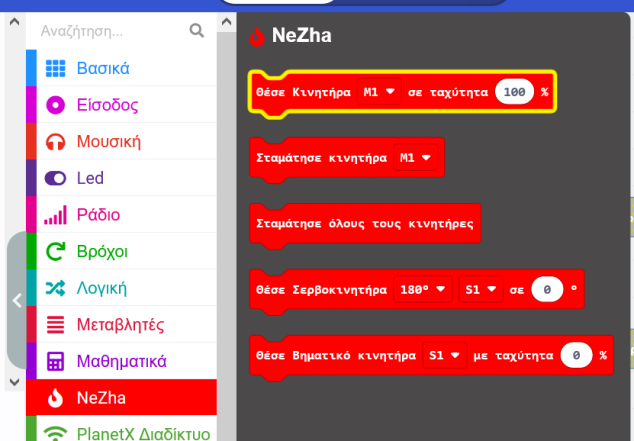 Αναζήτηση...
Βασικά
Είσοδος
Μουσική
Led
Ράδιο
Βρόχοι
Λογική
Μεταβλητές
Μαθηματικά
NeZha
PlanetX Διαδίκτυο
NeZha
Θέσε Κινητήρα M1 σε ταχύτητα 100 %
Σταμάτησε κινητήρα M1
Σταμάτησε όλους τους κινητήρες
Θέσε Σερβοκινητήρα 180° S1 σε 0 °
Θέσε Βηματικό κινητήρα S1 με ταχύτητα 0 %